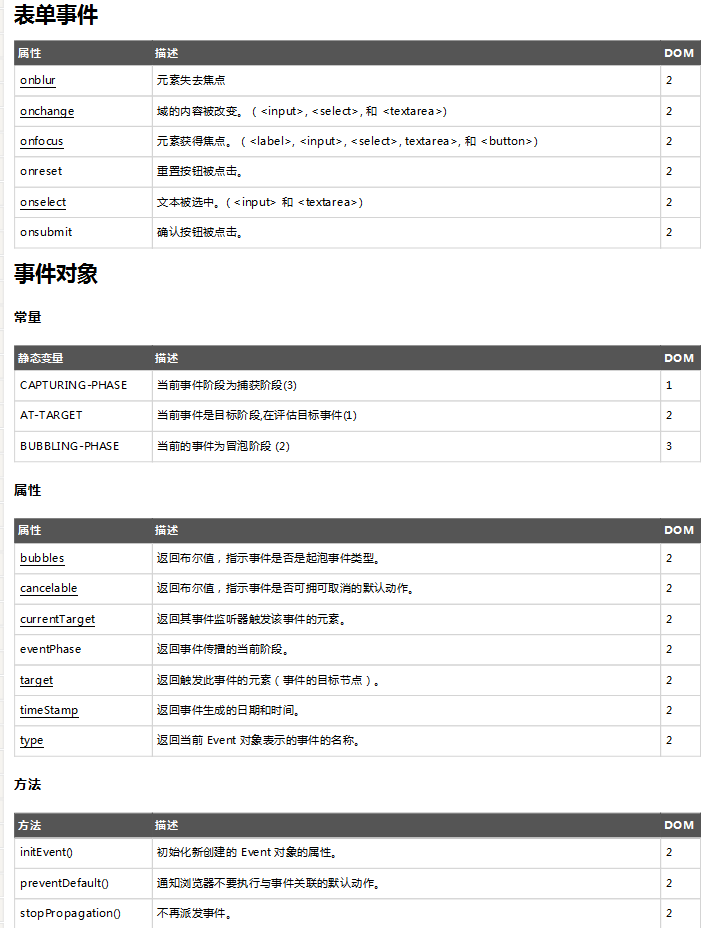 表单事件
属性 描述 DOM
onblur 元素失去焦点 2
onchange 域的内容被改变。 ( <input>, <select>, 和 <textarea>) 2
onfocus 元素获得焦点。 ( <label>, <input>, <select>, textarea>, 和 <button>) 2
onreset 重置按钮被点击。 2
onselect 文本被选中。( <input> 和 <textarea>) 2
onsubmit 确认按钮被点击。 2
事件对象
常量
静态变量 描述 DOM
CAPTURING-PHASE 当前事件阶段为捕获阶段(3) 1
AT-TARGET 当前事件是目标阶段,在评估目标事件(1) 2
BUBBLING-PHASE 当前的事件为冒泡阶段 (2) 3
属性
属性 描述 DOM
bubbles 返回布尔值，指示事件是否是起泡事件类型。 2
cancelable 返回布尔值，指示事件是否可拥可取消的默认动作。 2
currentTarget 返回其事件监听器触发该事件的元素。 2
eventPhase 返回事件传播的当前阶段。 2
target 返回触发此事件的元素（事件的目标节点）。 2
timeStamp 返回事件生成的日期和时间。 2
type 返回当前 Event 对象表示的事件的名称。 2
方法
方法 描述 DOM
initEvent() 初始化新创建的 Event 对象的属性。 2
preventDefault() 通知浏览器不要执行与事件关联的默认动作。 2
stopPropagation() 不再派发事件。 2